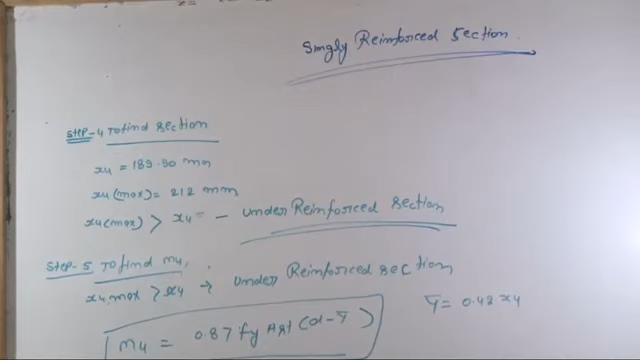 Singly Reinforced Section.
Step-4 To find section
xu = 189.90 mm
xu(max) = 212 mm
xu(max) > xu = - under Reinforced section
Step-5 To find mu,
xu,max > xu → under Reinforced section
ȳ = 0.42 xu
mu = 0.87 fy Ast (d-ȳ)